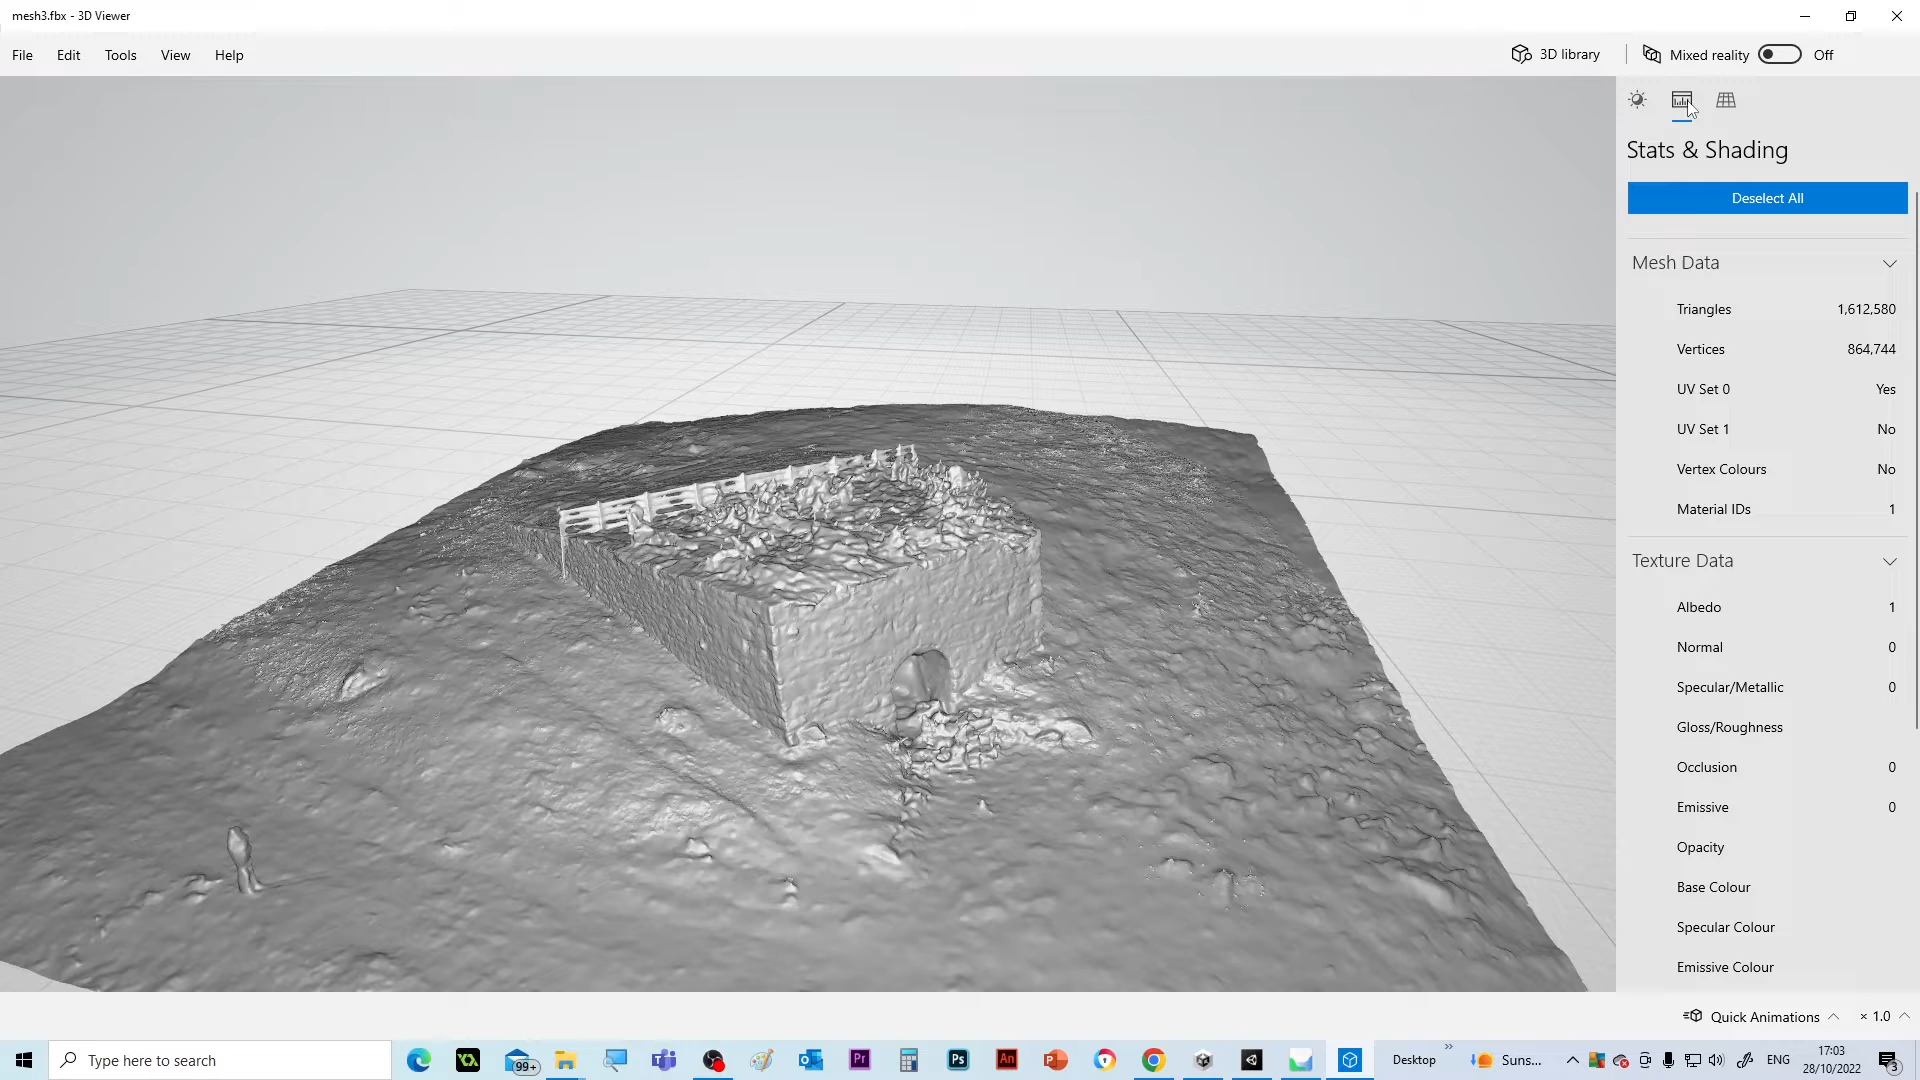 mesh3.fbx - 3D Viewer
File Edit Tools View Help
3D library
Mixed reality Off
Stats & Shading
Deselect All
Mesh Data
Triangles 1,612,580
Vertices 864,744
UV Set 0 Yes
UV Set 1 No
Vertex Colours No
Material IDs 1
Texture Data
Albedo 1
Normal 0
Specular/Metallic 0
Gloss/Roughness
Occlusion 0
Emissive 0
Opacity
Base Colour
Specular Colour
Emissive Colour
Quick Animations × 1.0
Type here to search
99+
Pr
Ps
An
Desktop
Suns...
ENG
17:03
28/10/2022
3